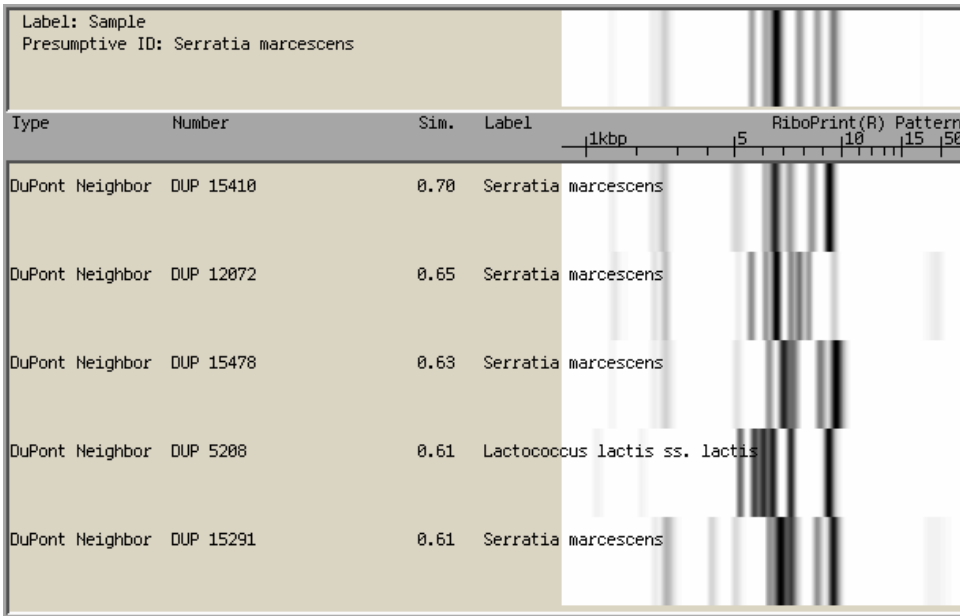 Label: Sample
Presumptive ID: Serratia marcescens
Type Number Sim. Label RiboPrint(R) Pattern
1kbp 5 10 15 50
DuPont Neighbor DUP 15410 0.70 Serratia marcescens
DuPont Neighbor DUP 12072 0.65 Serratia marcescens
DuPont Neighbor DUP 15478 0.63 Serratia marcescens
DuPont Neighbor DUP 5208 0.61 Lactococcus lactis ss. lactis
DuPont Neighbor DUP 15291 0.61 Serratia marcescens